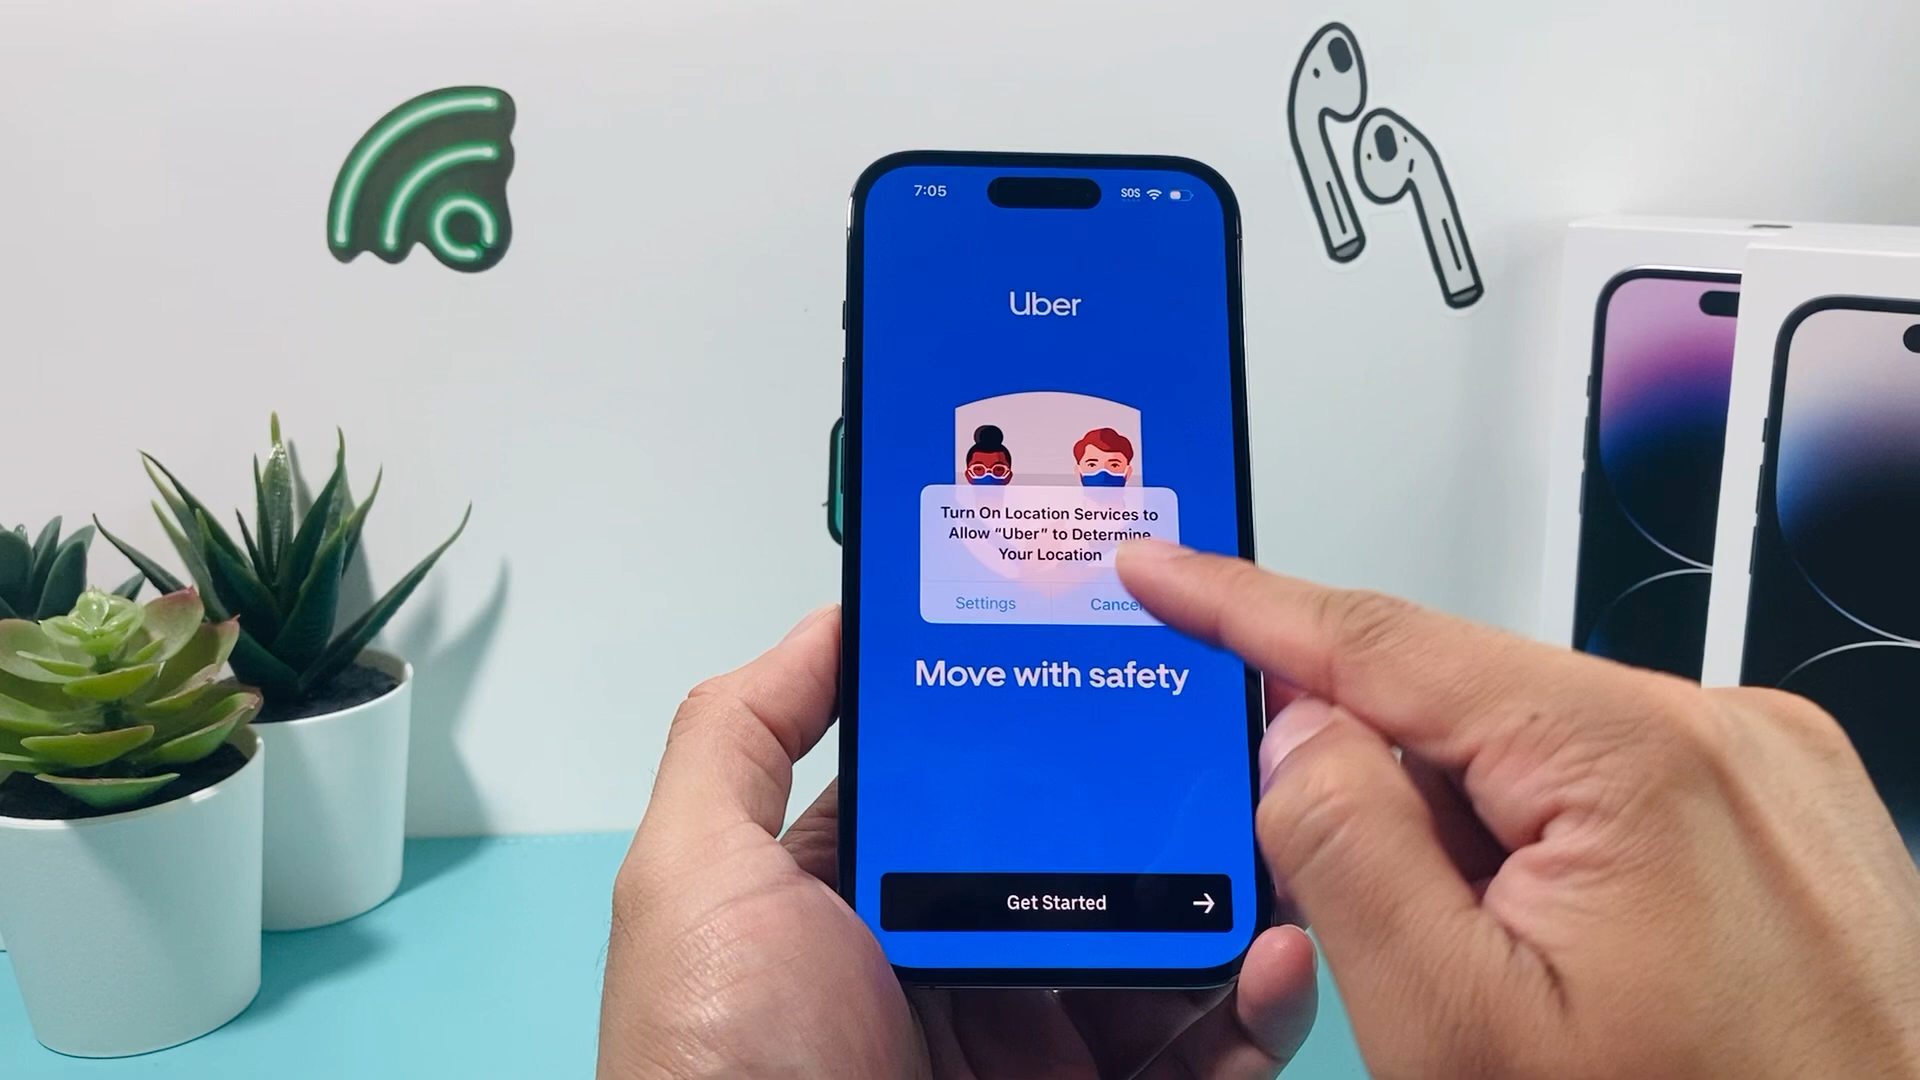 7:05
SOS
Uber
Turn On Location Services to
Allow “Uber” to Determine
Your Location
Settings
Cancel
Move with safety
Get Started